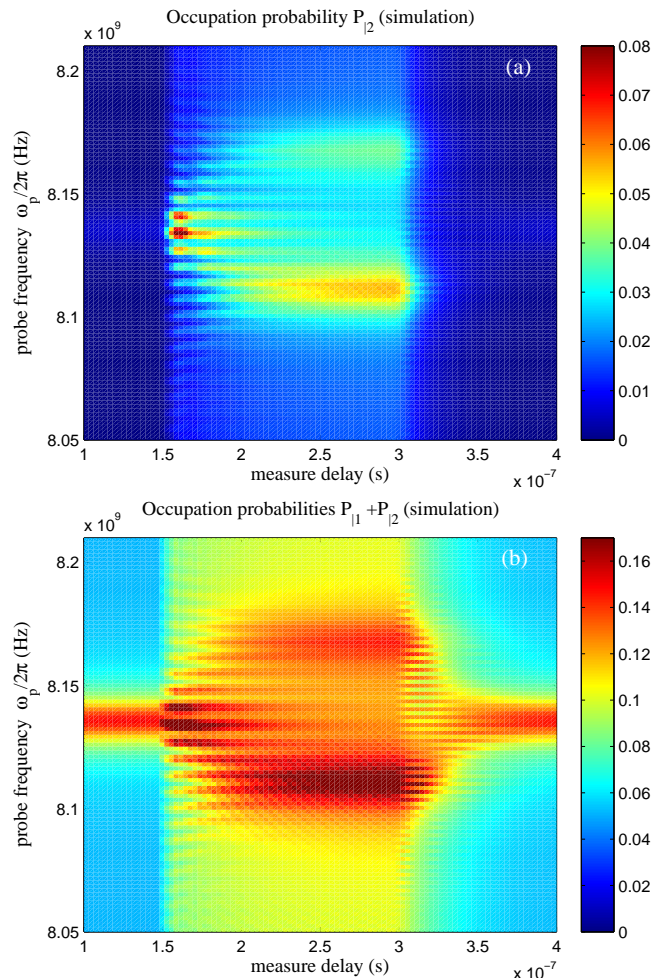 Occupation probability P|2 (simulation)
x 10^9
(a)
8.21
8.15
8.1
8.05
probe frequency ω_p/2π (Hz)
1 1.5 2 2.5 3 3.5 4
measure delay (s)
x 10^-7
0.08
0.07
0.06
0.05
0.04
0.03
0.02
0.01
0
Occupation probabilities P|1 +P|2 (simulation)
x 10^9
(b)
8.21
8.15
8.1
8.05
probe frequency ω_p/2π (Hz)
1 1.5 2 2.5 3 3.5 4
measure delay (s)
x 10^-7
0.16
0.14
0.12
0.1
0.08
0.06
0.04
0.02
0